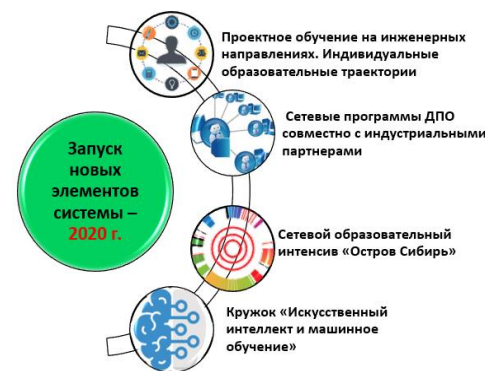 Проектное обучение на инженерных
направлениях. Индивидуальные
образовательные траектории
Сетевые программы ДПО
совместно с индустриальными
партнерами
Запуск
новых
элементов
системы –
2020 г.
Сетевой образовательный
интенсив «Остров Сибирь»
Кружок «Искусственный
интеллект и машинное
обучение»